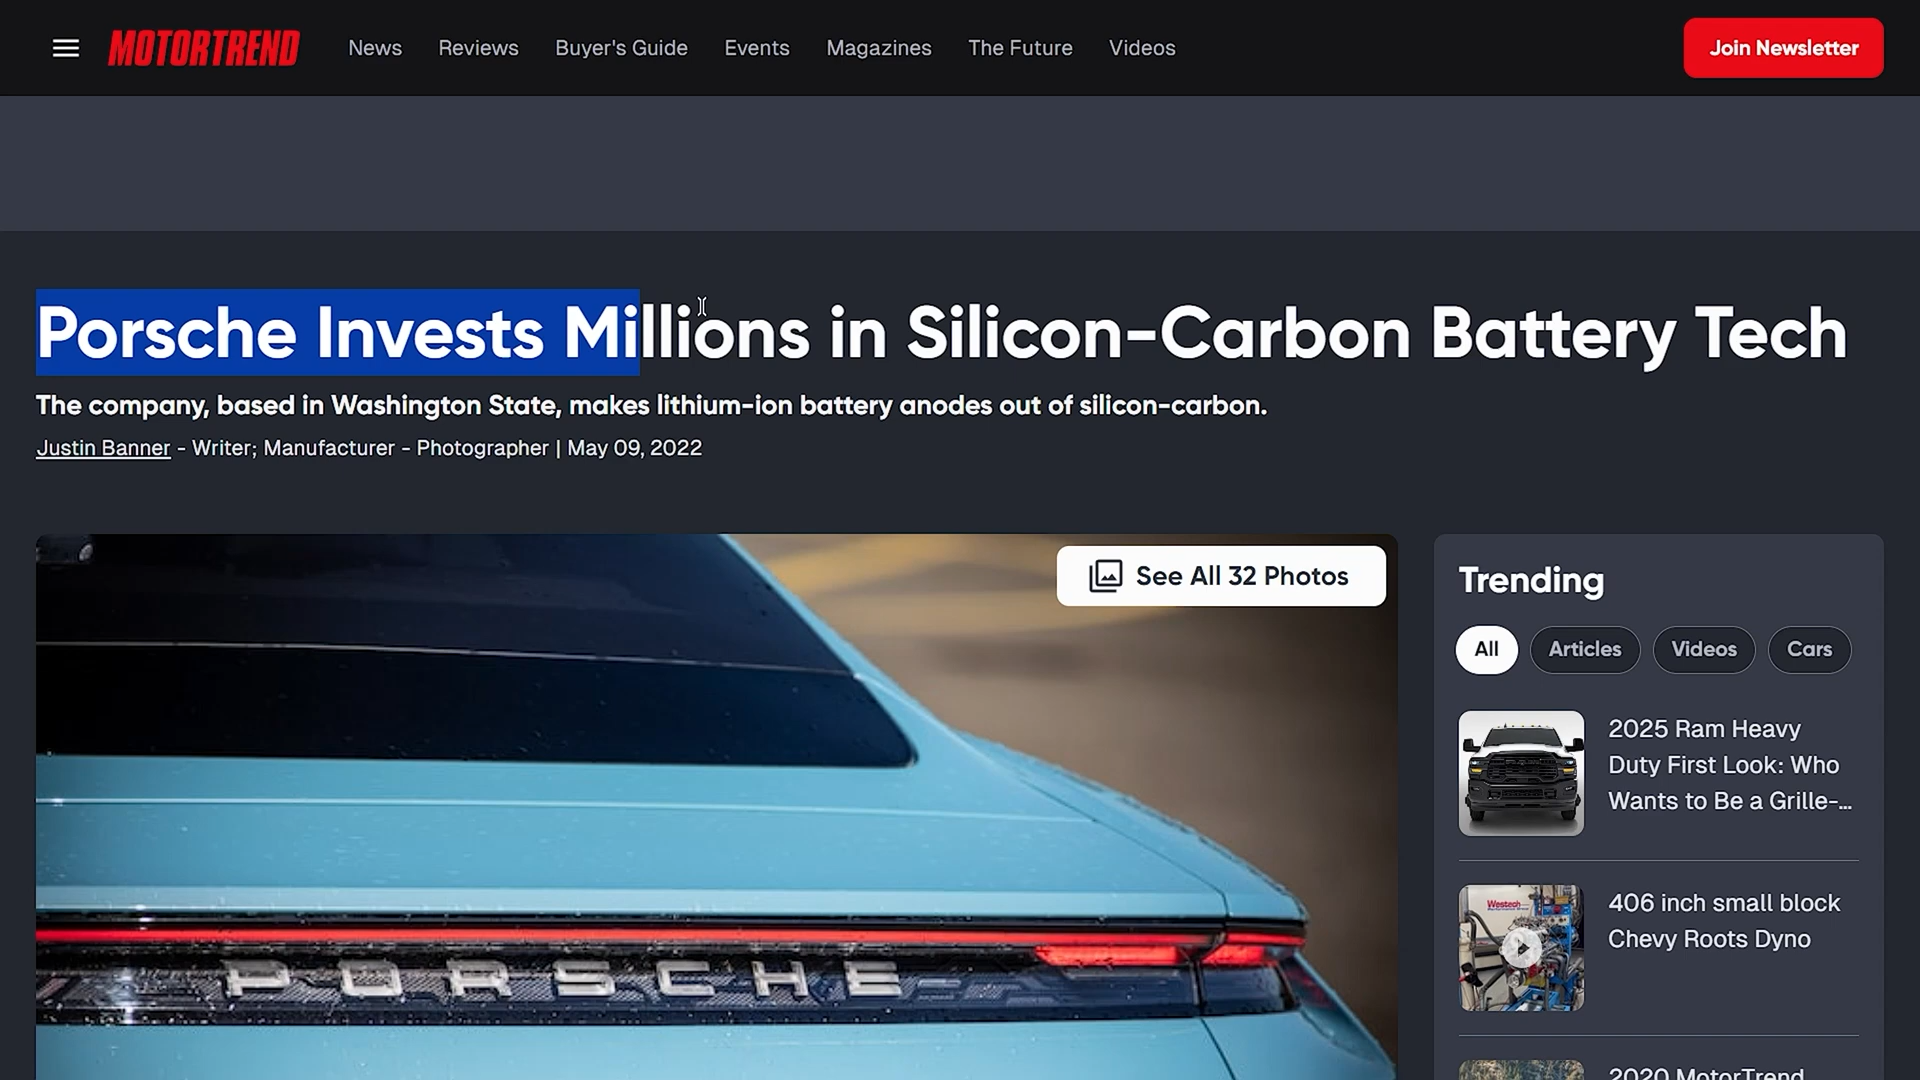 MOTORTREND
News
Reviews
Buyer's Guide
Events
Magazines
The Future
Videos
Join Newsletter
Porsche Invests Millions in Silicon-Carbon Battery Tech
The company, based in Washington State, makes lithium-ion battery anodes out of silicon-carbon.
Justin Banner - Writer; Manufacturer - Photographer | May 09, 2022
See All 32 Photos
PORSCHE
Trending
All
Articles
Videos
Cars
2025 Ram Heavy
Duty First Look: Who
Wants to Be a Grille-...
Westech
406 inch small block
Chevy Roots Dyno
2020 MotorTrend